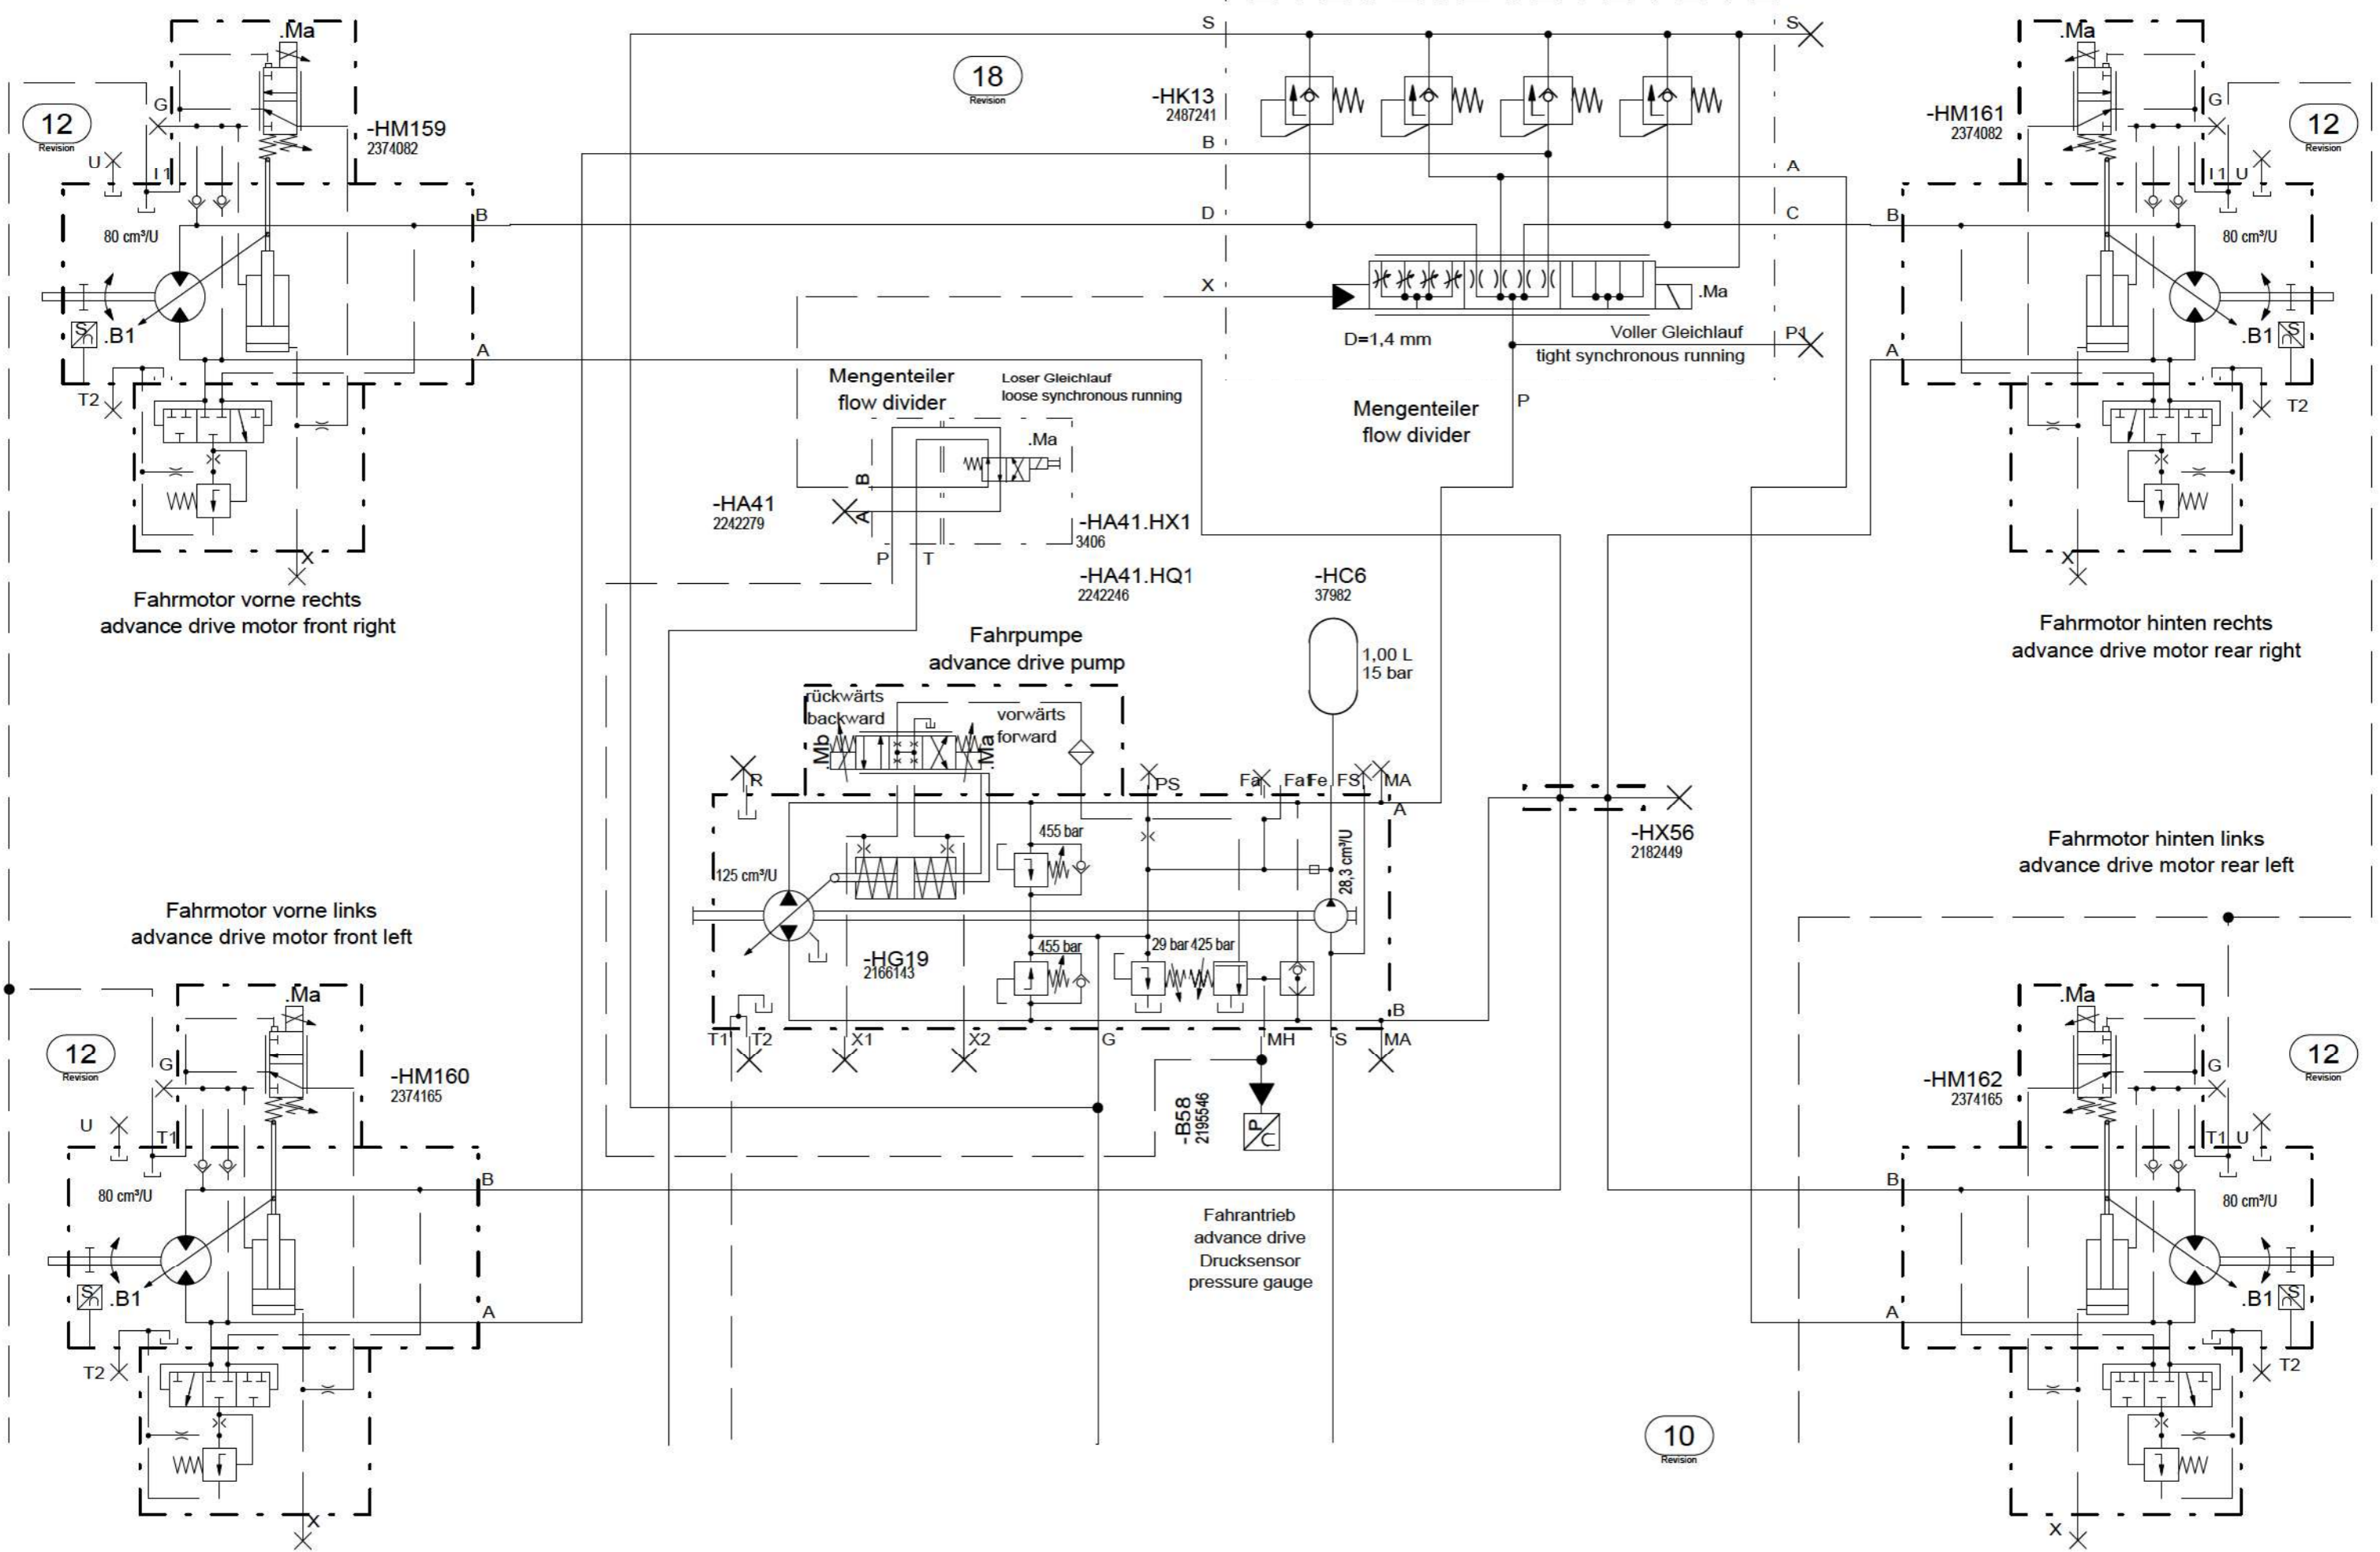 .Ma
12
Revision
G
-HM159
2374082
U
I1
80 cm³/U
B
S
n
.B1
A
T2
X
Fahrmotor vorne rechts
advance drive motor front right
18
Revision
S
S
-HK13
2487241
B
A
D
C
X
.Ma
D=1,4 mm
Voller Gleichlauf
tight synchronous running
P1
Mengenteiler
flow divider
P
Mengenteiler
flow divider
Loser Gleichlauf
loose synchronous running
.Ma
B
A
-HA41
2242279
P
T
-HA41.HX1
3406
-HA41.HQ1
2242246
.Ma
-HM161
2374082
G
12
Revision
I1
U
B
80 cm³/U
.B1
S
n
A
T2
X
Fahrmotor hinten rechts
advance drive motor rear right
-HC6
37982
1,00 L
15 bar
Fahrpumpe
advance drive pump
rückwärts
backward
vorwärts
forward
.Mb
.Ma
R
PS
Fa
Fa1
Fe
FS
MA
A
455 bar
125 cm³/U
28,3 cm³/U
-HG19
2166143
455 bar
29 bar
425 bar
B
T1
T2
X1
X2
G
MH
S
MA
-HX56
2182449
-B58
2195546
P
U
Fahrantrieb
advance drive
Drucksensor
pressure gauge
10
Revision
Fahrmotor vorne links
advance drive motor front left
.Ma
12
Revision
G
-HM160
2374165
U
T1
80 cm³/U
B
S
n
.B1
A
T2
X
Fahrmotor hinten links
advance drive motor rear left
.Ma
-HM162
2374165
G
12
Revision
T1
U
B
80 cm³/U
.B1
S
n
A
T2
X